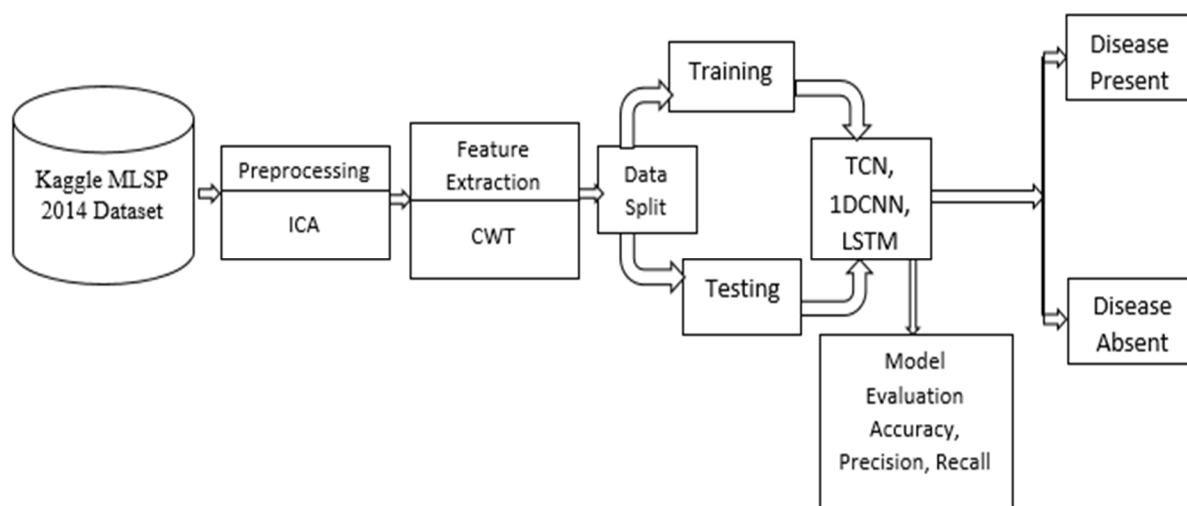 Kaggle MLSP
2014 Dataset
Preprocessing
ICA
Feature
Extraction
CWT
Data
Split
Training
Testing
TCN,
1DCNN,
LSTM
Model
Evaluation
Accuracy,
Precision, Recall
Disease
Present
Disease
Absent